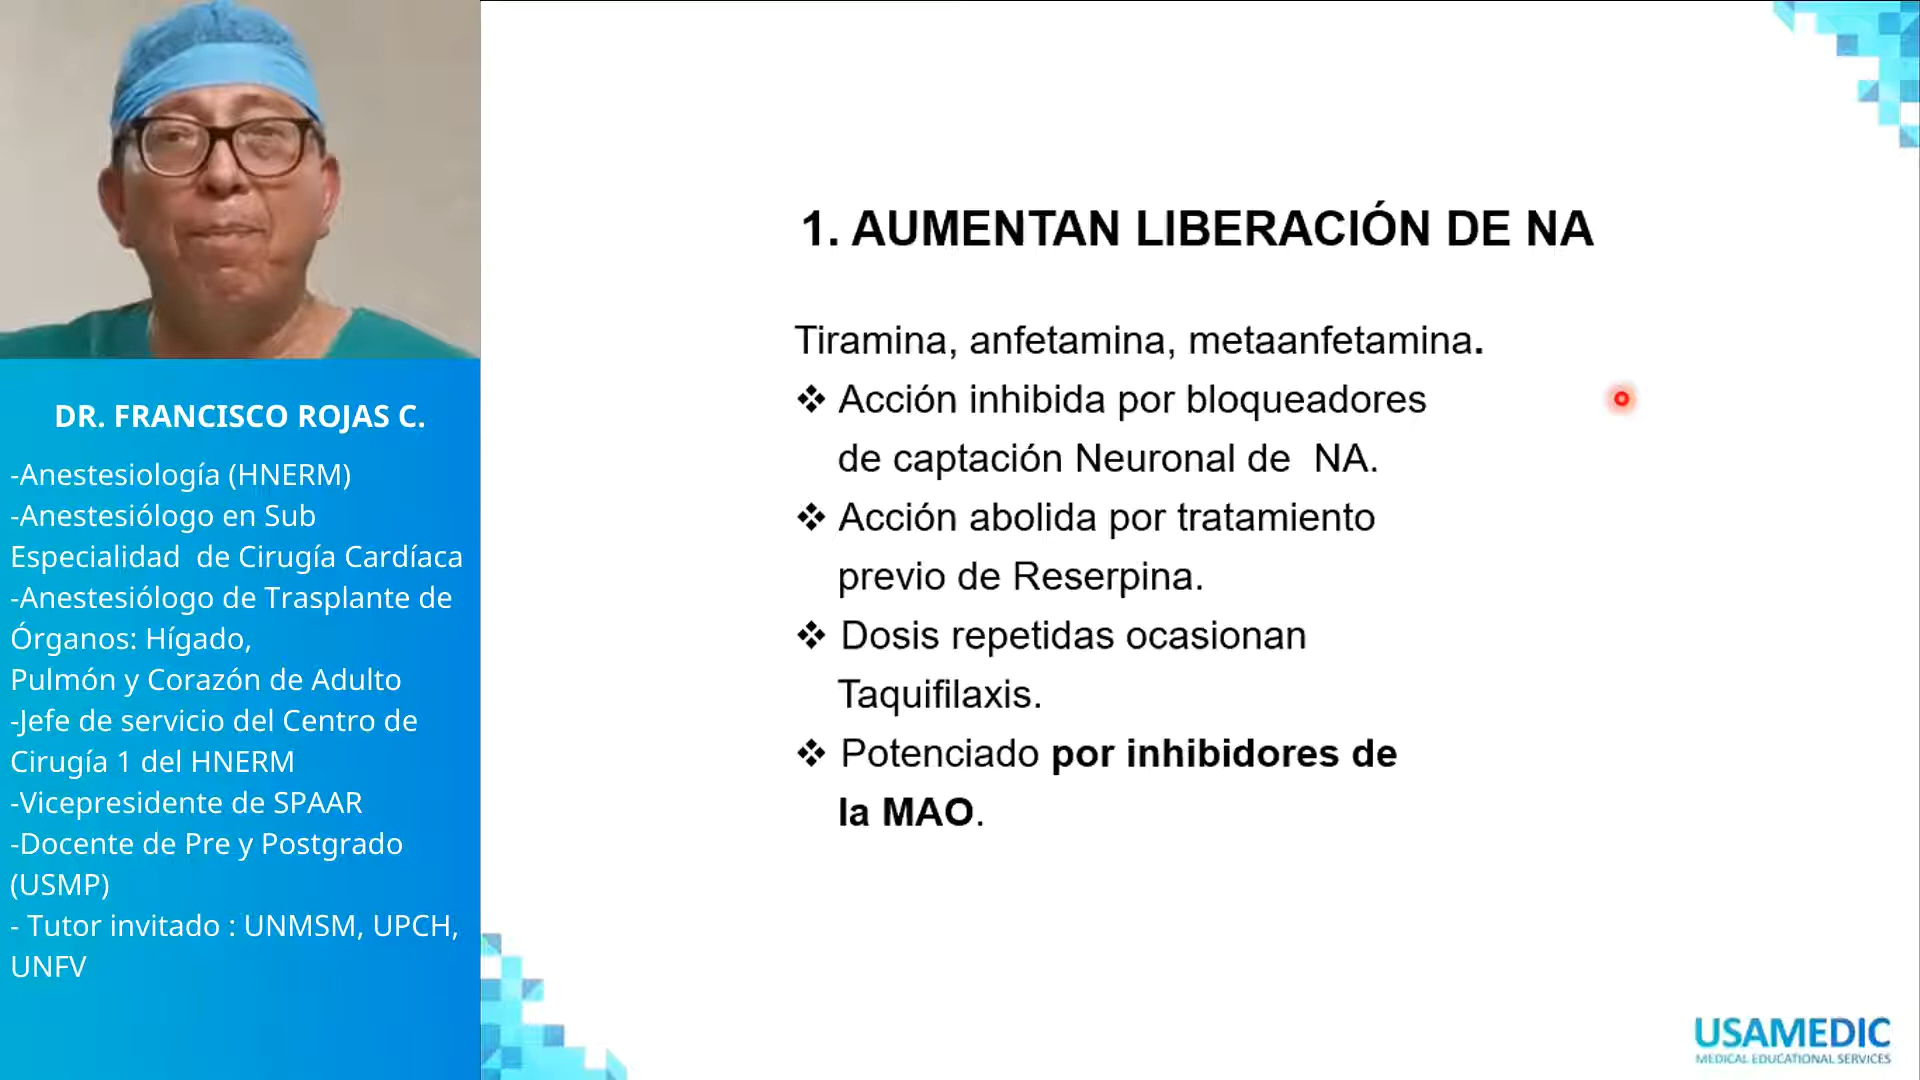 DR. FRANCISCO ROJAS C.
-Anestesiología (HNERM)
-Anestesiólogo en Sub
Especialidad de Cirugía Cardíaca
-Anestesiólogo de Trasplante de
Órganos: Hígado,
Pulmón y Corazón de Adulto
-Jefe de servicio del Centro de
Cirugía 1 del HNERM
-Vicepresidente de SPAAR
-Docente de Pre y Postgrado
(USMP)
- Tutor invitado : UNMSM, UPCH,
UNFV
1. AUMENTAN LIBERACIÓN DE NA
Tiramina, anfetamina, metaanfetamina.
❖ Acción inhibida por bloqueadores
de captación Neuronal de NA.
❖ Acción abolida por tratamiento
previo de Reserpina.
❖ Dosis repetidas ocasionan
Taquifilaxis.
❖ Potenciado por inhibidores de
la MAO.
USAMEDIC
MEDICAL EDUCATIONAL SERVICES